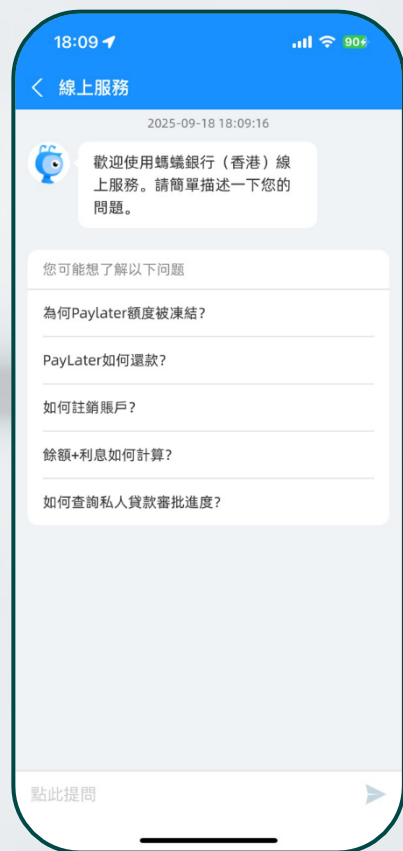 18:09
90
線上服務
2025-09-18 18:09:16
歡迎使用螞蟻銀行（香港）線
上服務。請簡單描述一下您的
問題。
您可能想了解以下问题
為何Paylater額度被凍結?
PayLater如何還款?
如何註銷賬戶?
餘額+利息如何計算?
如何查詢私人貸款審批進度?
點此提問